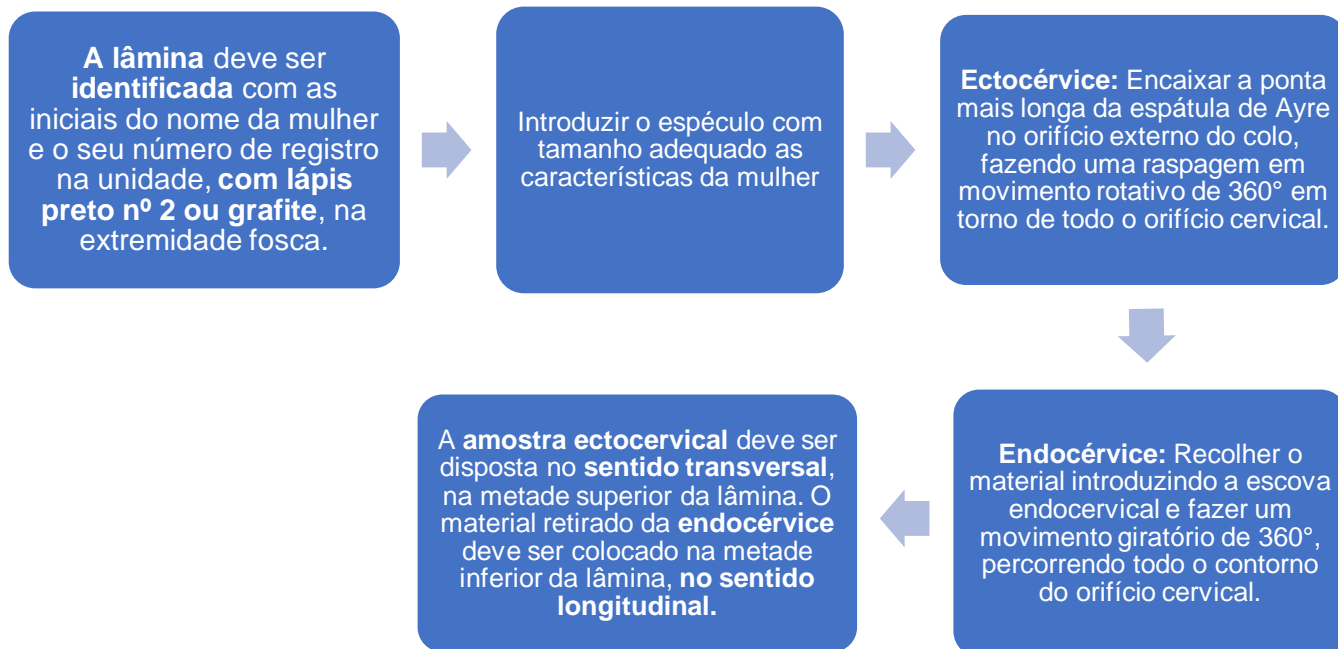 A lâmina deve ser
identificada com as
iniciais do nome da mulher
e o seu número de registro
na unidade, com lápis
preto nº 2 ou grafite, na
extremidade fosca.
Introduzir o espéculo com
tamanho adequado as
características da mulher
Ectocérvice: Encaixar a ponta
mais longa da espátula de Ayre
no orifício externo do colo,
fazendo uma raspagem em
movimento rotativo de 360° em
torno de todo o orifício cervical.
Endocérvice: Recolher o
material introduzindo a escova
endocervical e fazer um
movimento giratório de 360°,
percorrendo todo o contorno
do orifício cervical.
A amostra ectocervical deve ser
disposta no sentido transversal,
na metade superior da lâmina. O
material retirado da endocérvice
deve ser colocado na metade
inferior da lâmina, no sentido
longitudinal.